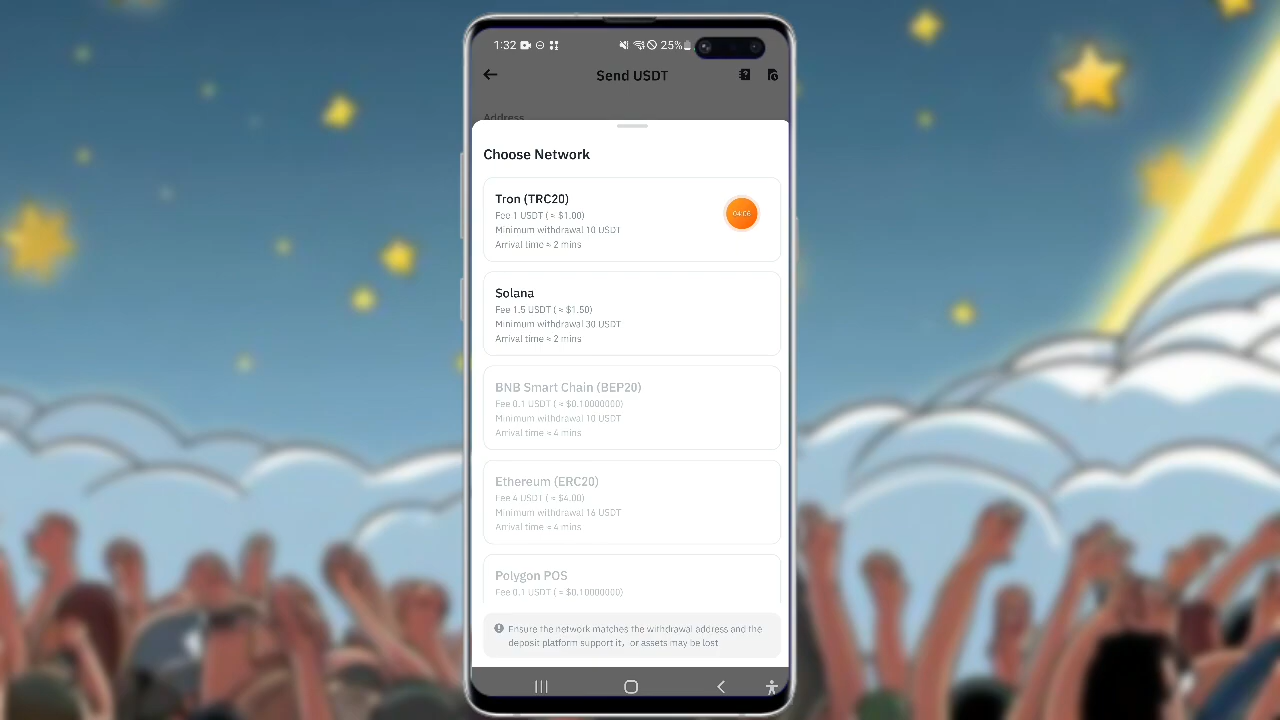 1:32
25%
Send USDT
Address
Choose Network
Tron (TRC20)
Fee 1 USDT ( ≈ $1.00)
Minimum withdrawal 10 USDT
Arrival time ≈ 2 mins
04:06
Solana
Fee 1.5 USDT ( ≈ $1.50)
Minimum withdrawal 30 USDT
Arrival time ≈ 2 mins
BNB Smart Chain (BEP20)
Fee 0.1 USDT ( ≈ $0.10000000)
Minimum withdrawal 10 USDT
Arrival time ≈ 4 mins
Ethereum (ERC20)
Fee 4 USDT ( ≈ $4.00)
Minimum withdrawal 16 USDT
Arrival time ≈ 4 mins
Polygon POS
Fee 0.1 USDT ( ≈ $0.10000000)
Ensure the network matches the withdrawal address and the
deposit platform support it， or assets may be lost